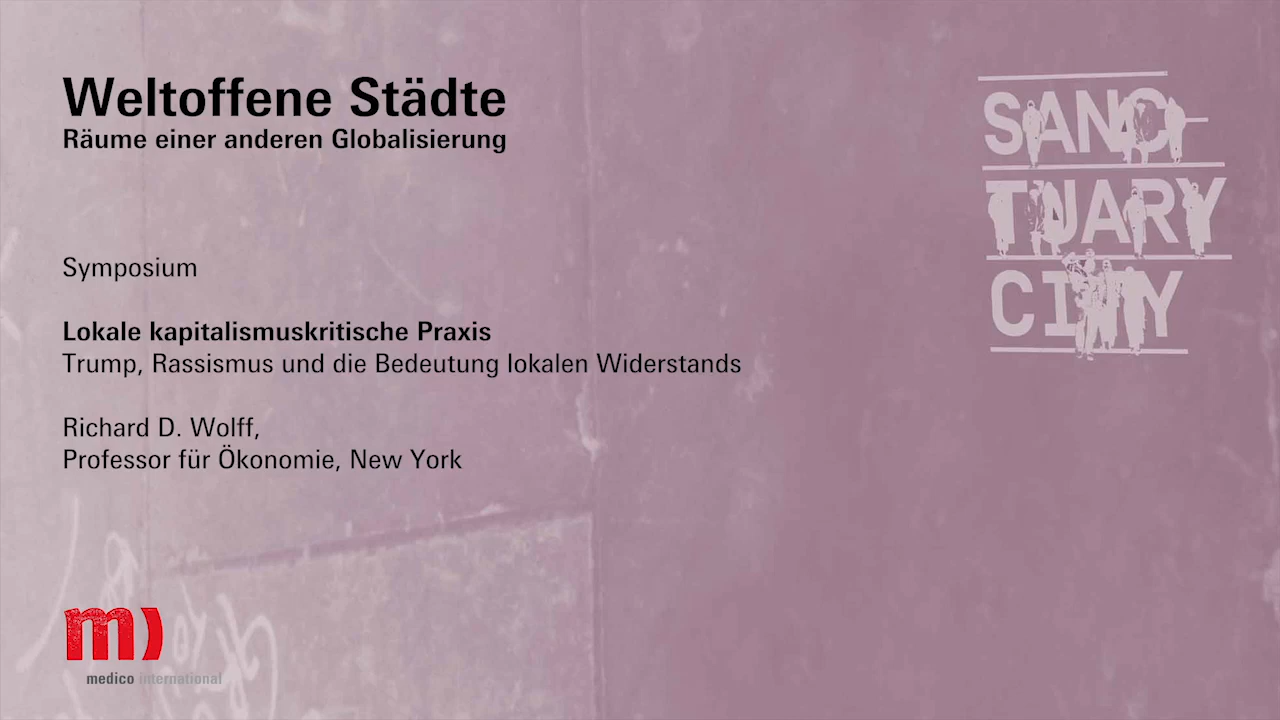 Weltoffene Städte
Räume einer anderen Globalisierung
SANC-
TUARY
CITY
Symposium
Lokale kapitalismuskritische Praxis
Trump, Rassismus und die Bedeutung lokalen Widerstands
Richard D. Wolff,
Professor für Ökonomie, New York
m)
medico international